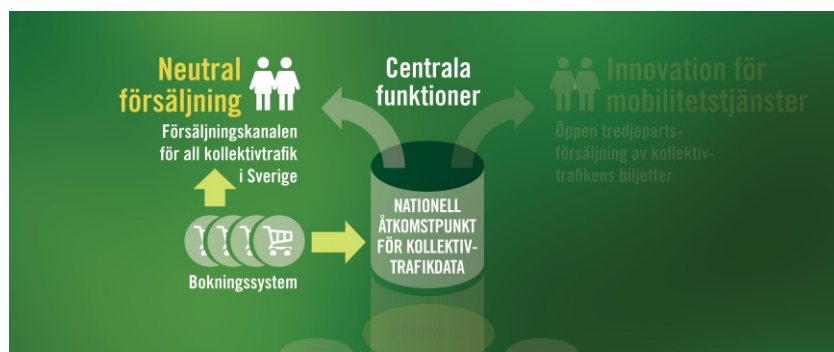 Neutral
försäljning
Försäljningskanalen
för all kollektivtrafik
i Sverige
Bokningssystem
Centrala
funktioner
NATIONELL
ÅTKOMSTPUNKT
FÖR KOLLEKTIV-
TRAFIKDATA
Innovation för
mobilitetstjänster
Öppen tredjeparts-
försäljning av kollektiv-
trafikens biljetter